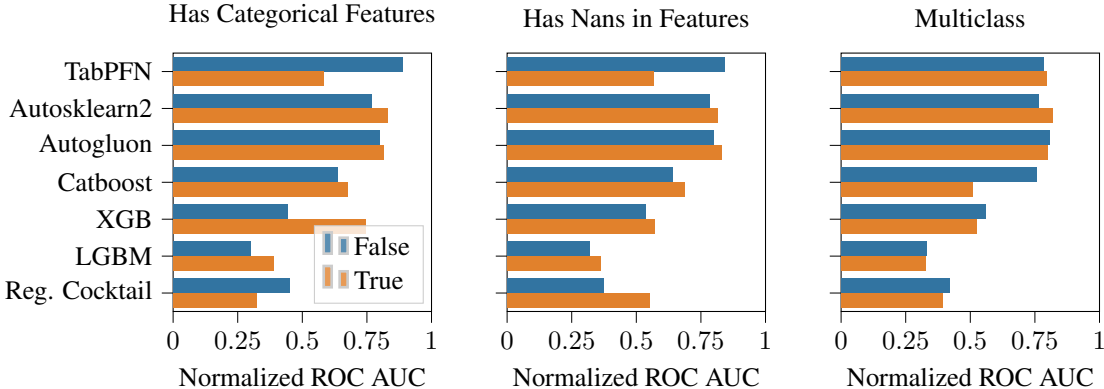 Has Categorical Features
Has Nans in Features
Multiclass
TabPFN
Autosklearn2
Autogluon
Catboost
XGB
LGBM
Reg. Cocktail
False
True
0 0.25 0.5 0.75 1
0 0.25 0.5 0.75 1
0 0.25 0.5 0.75 1
Normalized ROC AUC
Normalized ROC AUC
Normalized ROC AUC